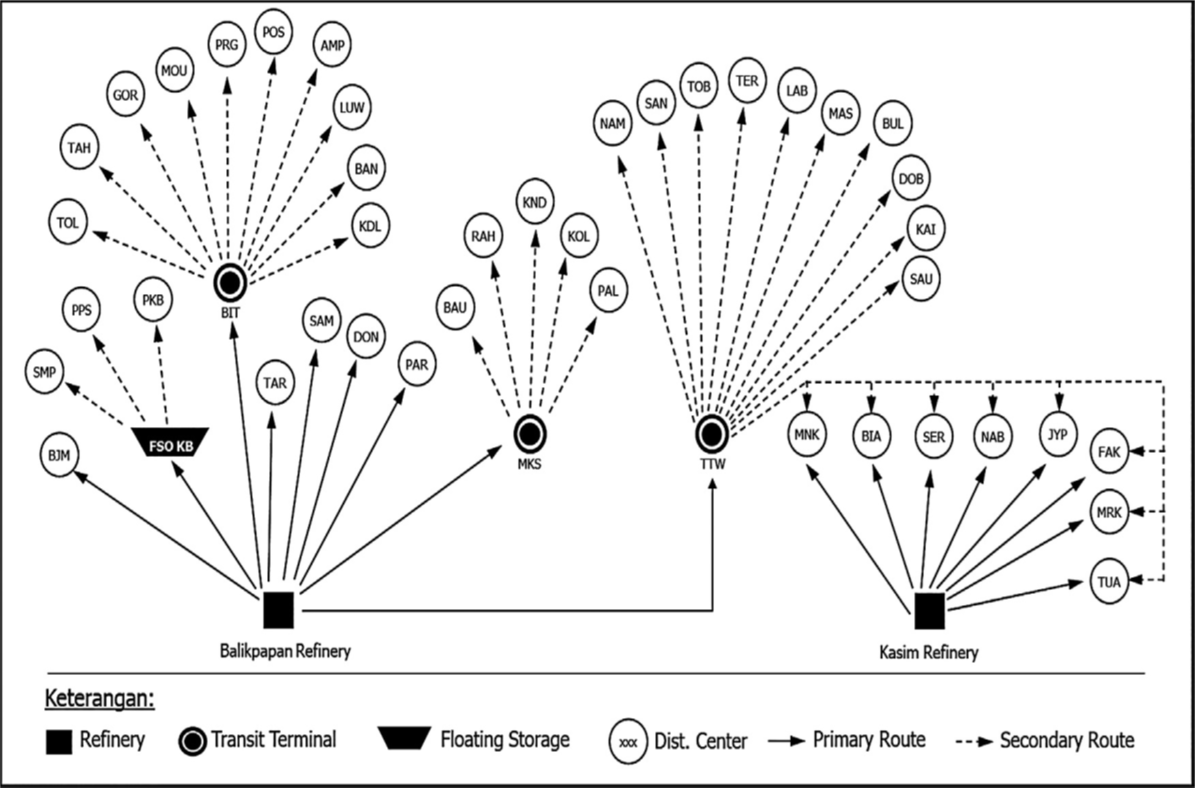 POS
PRG
AMP
MOU
GOR
LUW
TAH
BAN
TOL
KDL
BIT
PPS
PKB
SMP
FSO KB
BJM
SAM
DON
TAR
PAR
KND
RAH
KOL
BAU
PAL
MKS
TER
TOB
LAB
SAN
MAS
NAM
BUL
DOB
KAI
SAU
TTW
MNK
BIA
SER
NAB
JYP
FAK
MRK
TUA
Balikpapan Refinery
Kasim Refinery
Keterangan:
Refinery
Transit Terminal
Floating Storage
xxx
Dist. Center
Primary Route
Secondary Route